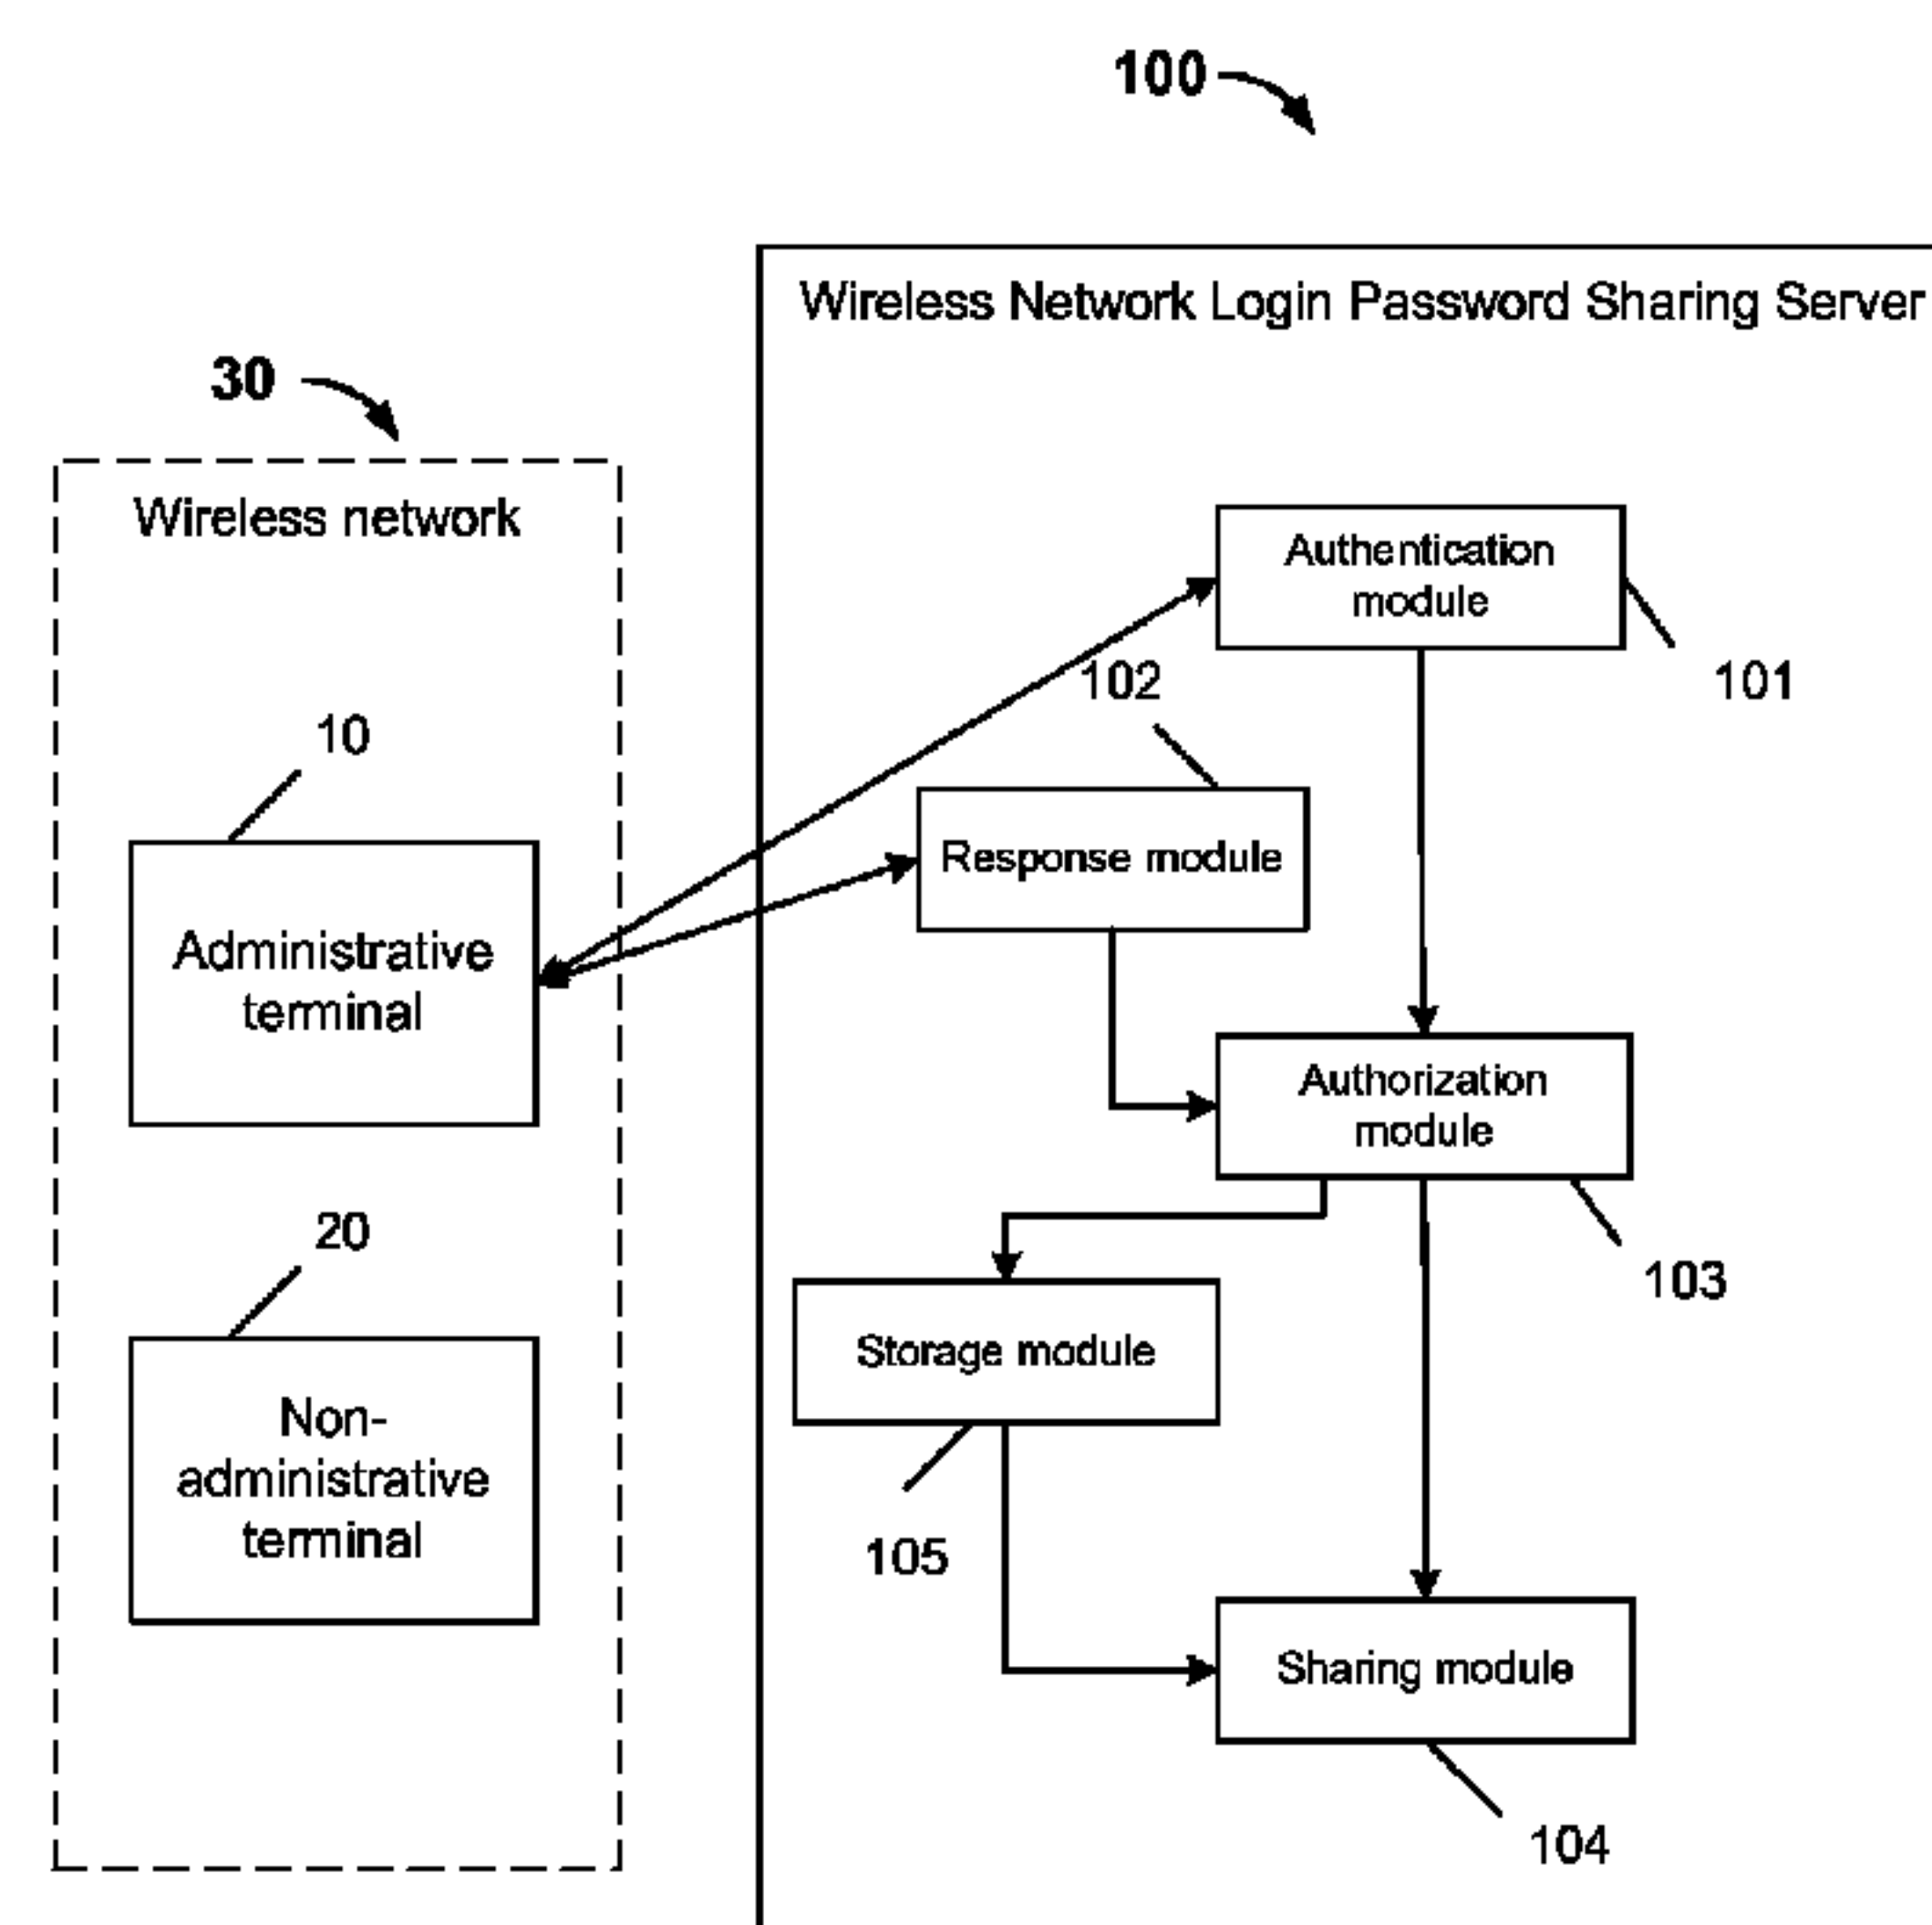 100
Wireless Network Login Password Sharing Server
30
Wireless network
Authentication
module
101
102
10
Response module
Administrative
terminal
Authorization
module
103
20
Storage module
Non-
administrative
terminal
105
Sharing module
104